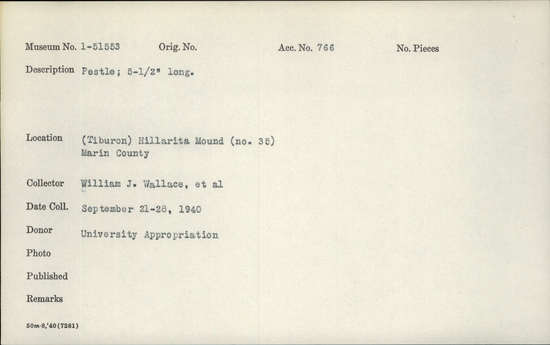 Museum No. 1-51553 Orig. No. Acc. No. 766 No. Pieces
Description Pestle; 5-1/2" long.
Location (Tiburon) Hillarita Mound (no. 35)
Marin County
Collector William J. Wallace, et al
Date Coll. September 21-28, 1940
Donor University Appropriation
Photo
Published
Remarks
50m-8,'40(7261)